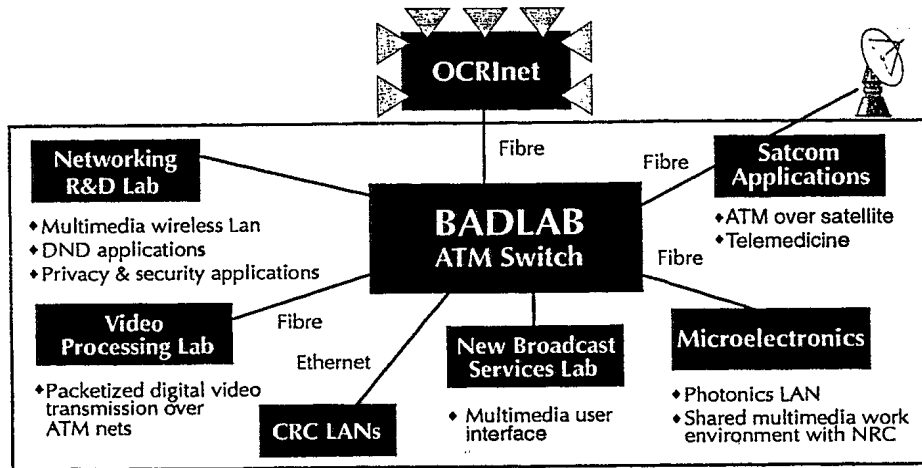 OCRInet
Fibre
Networking
R&D Lab
◆Multimedia wireless Lan
◆DND applications
◆Privacy & security applications
Fibre
Satcom
Applications
◆ATM over satellite
◆Telemedicine
BADLAB
ATM Switch
Fibre
Video
Processing Lab
◆Packetized digital video
transmission over
ATM nets
Fibre
Ethernet
CRC LANs
New Broadcast
Services Lab
◆Multimedia user
interface
Microelectronics
◆Photonics LAN
◆Shared multimedia work
environment with NRC